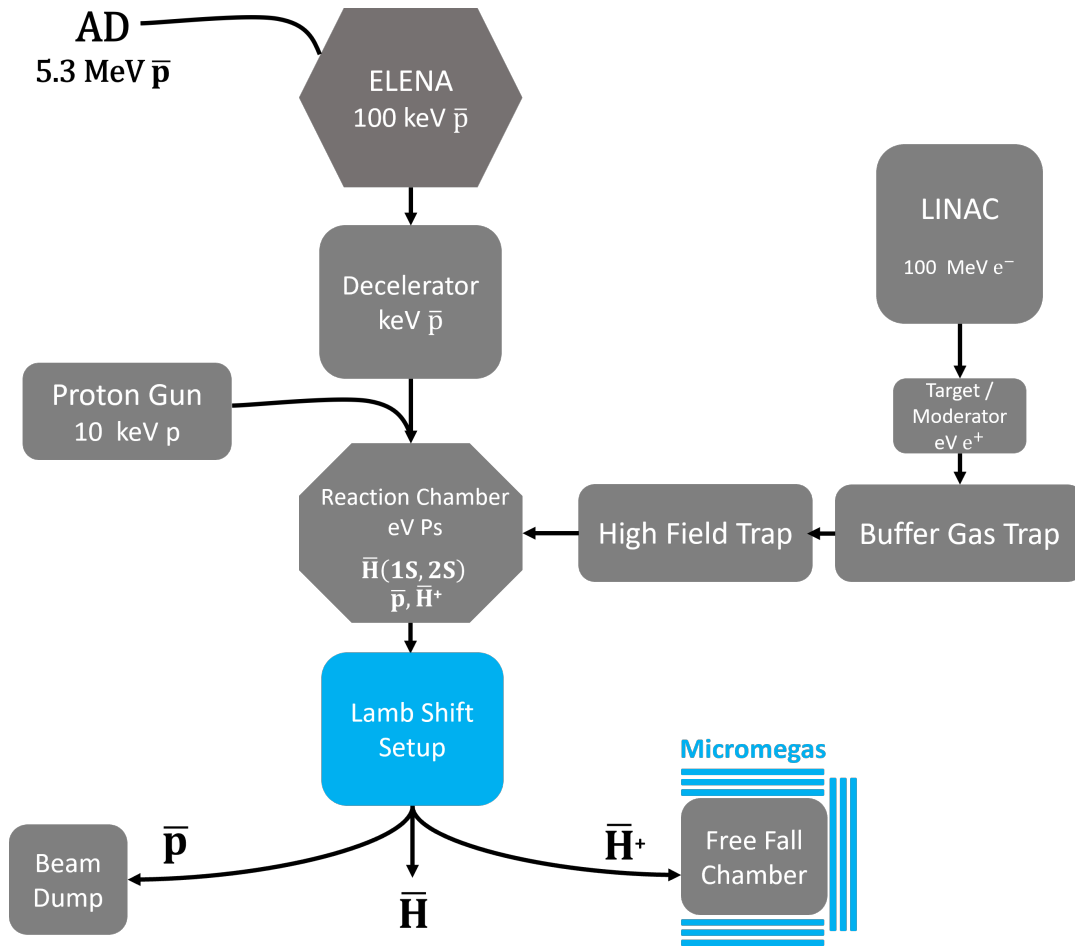 AD
5.3 MeV p̅
ELENA
100 keV p̅
LINAC
100 MeV e⁻
Decelerator
keV p̅
Proton Gun
10 keV p
Target /
Moderator
eV e⁺
Reaction Chamber
eV Ps
H̅(1S, 2S)
p̅, H̅⁺
High Field Trap
Buffer Gas Trap
Lamb Shift
Setup
Micromegas
p̅
H̅⁺
Free Fall
Chamber
Beam
Dump
H̅